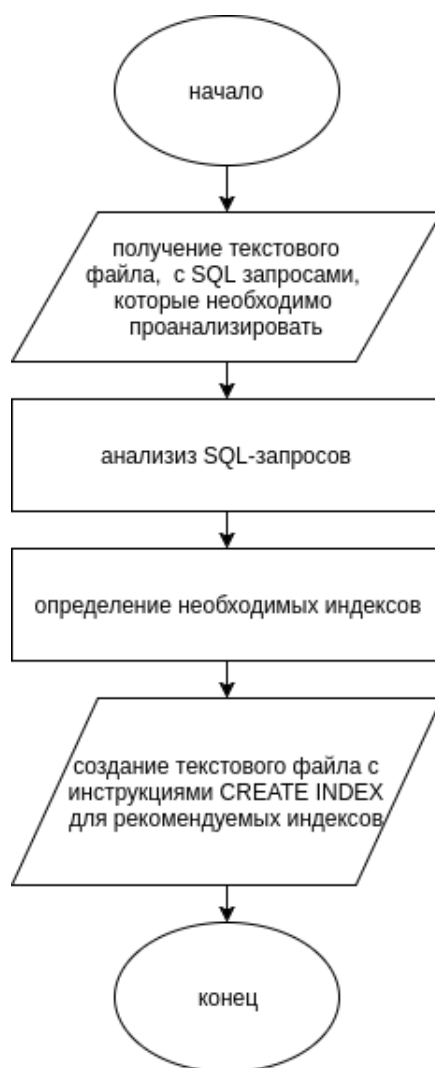 начало
получение текстового
файла, с SQL запросами,
которые необходимо
проанализировать
анализиз SQL-запросов
определение необходимых индексов
создание текстового файла с
инструкциями CREATE INDEX
для рекомендуемых индексов
конец